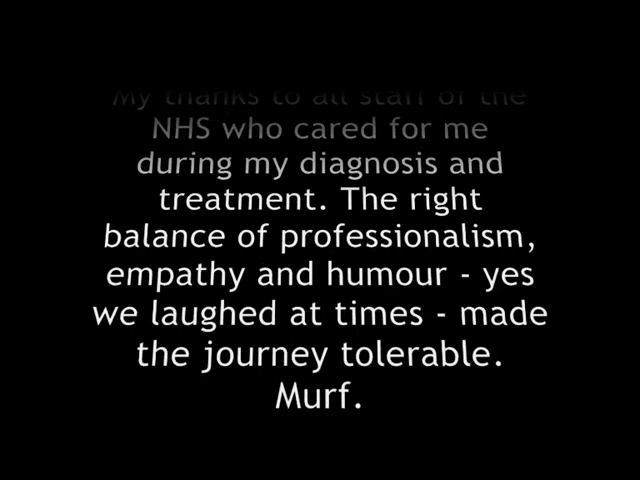 My thanks to all staff of the
NHS who cared for me
during my diagnosis and
treatment. The right
balance of professionalism,
empathy and humour - yes
we laughed at times - made
the journey tolerable.
Murf.